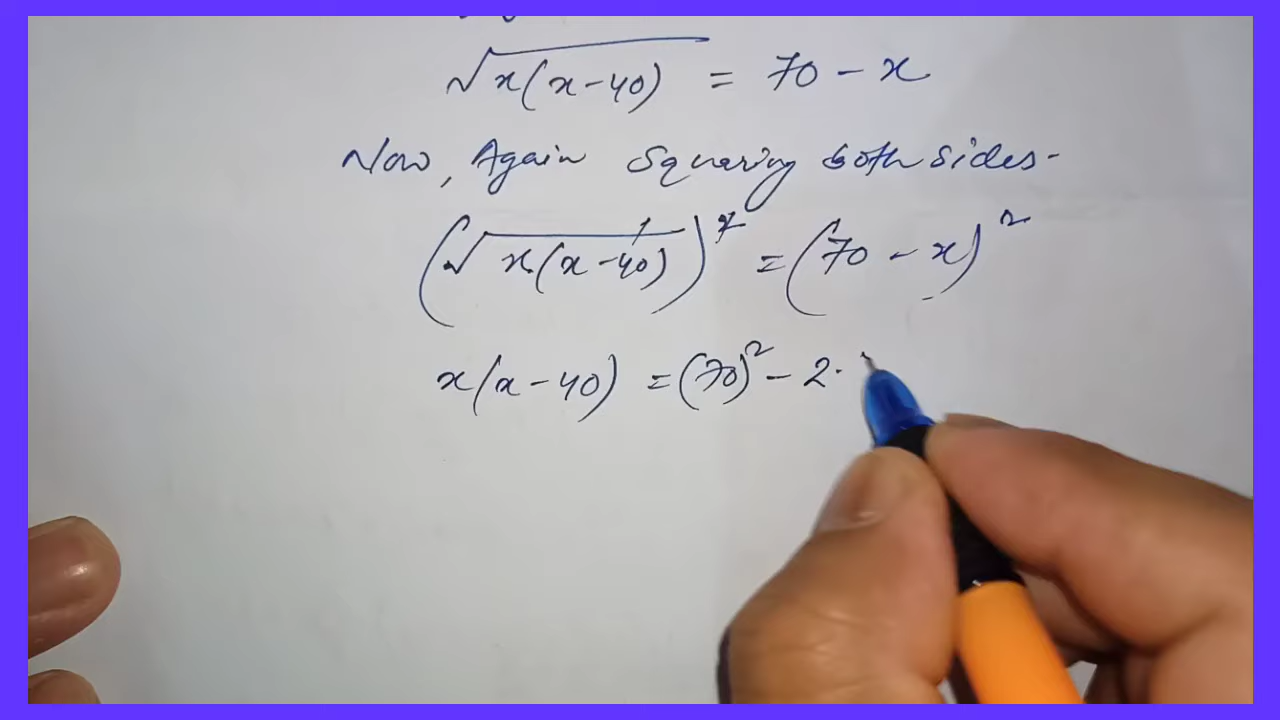 √x(x-40) = 70 - x
Now, Again Squaring both sides-
(√x(x-40))² = (70 - x)²
x(x-40) = (70)² - 2.